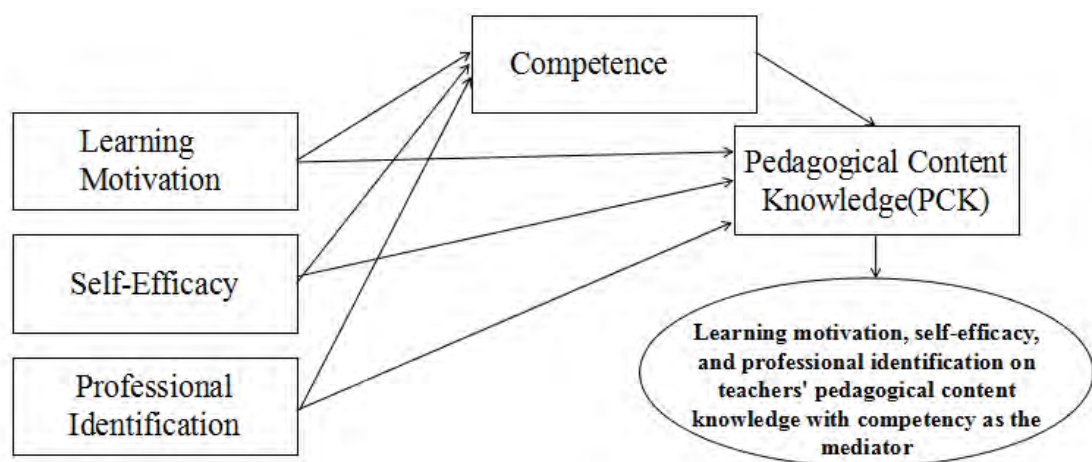 Competence
Learning
Motivation
Pedagogical Content
Knowledge(PCK)
Self-Efficacy
Learning motivation, self-efficacy,
and professional identification on
teachers' pedagogical content
knowledge with competency as the
mediator
Professional
Identification